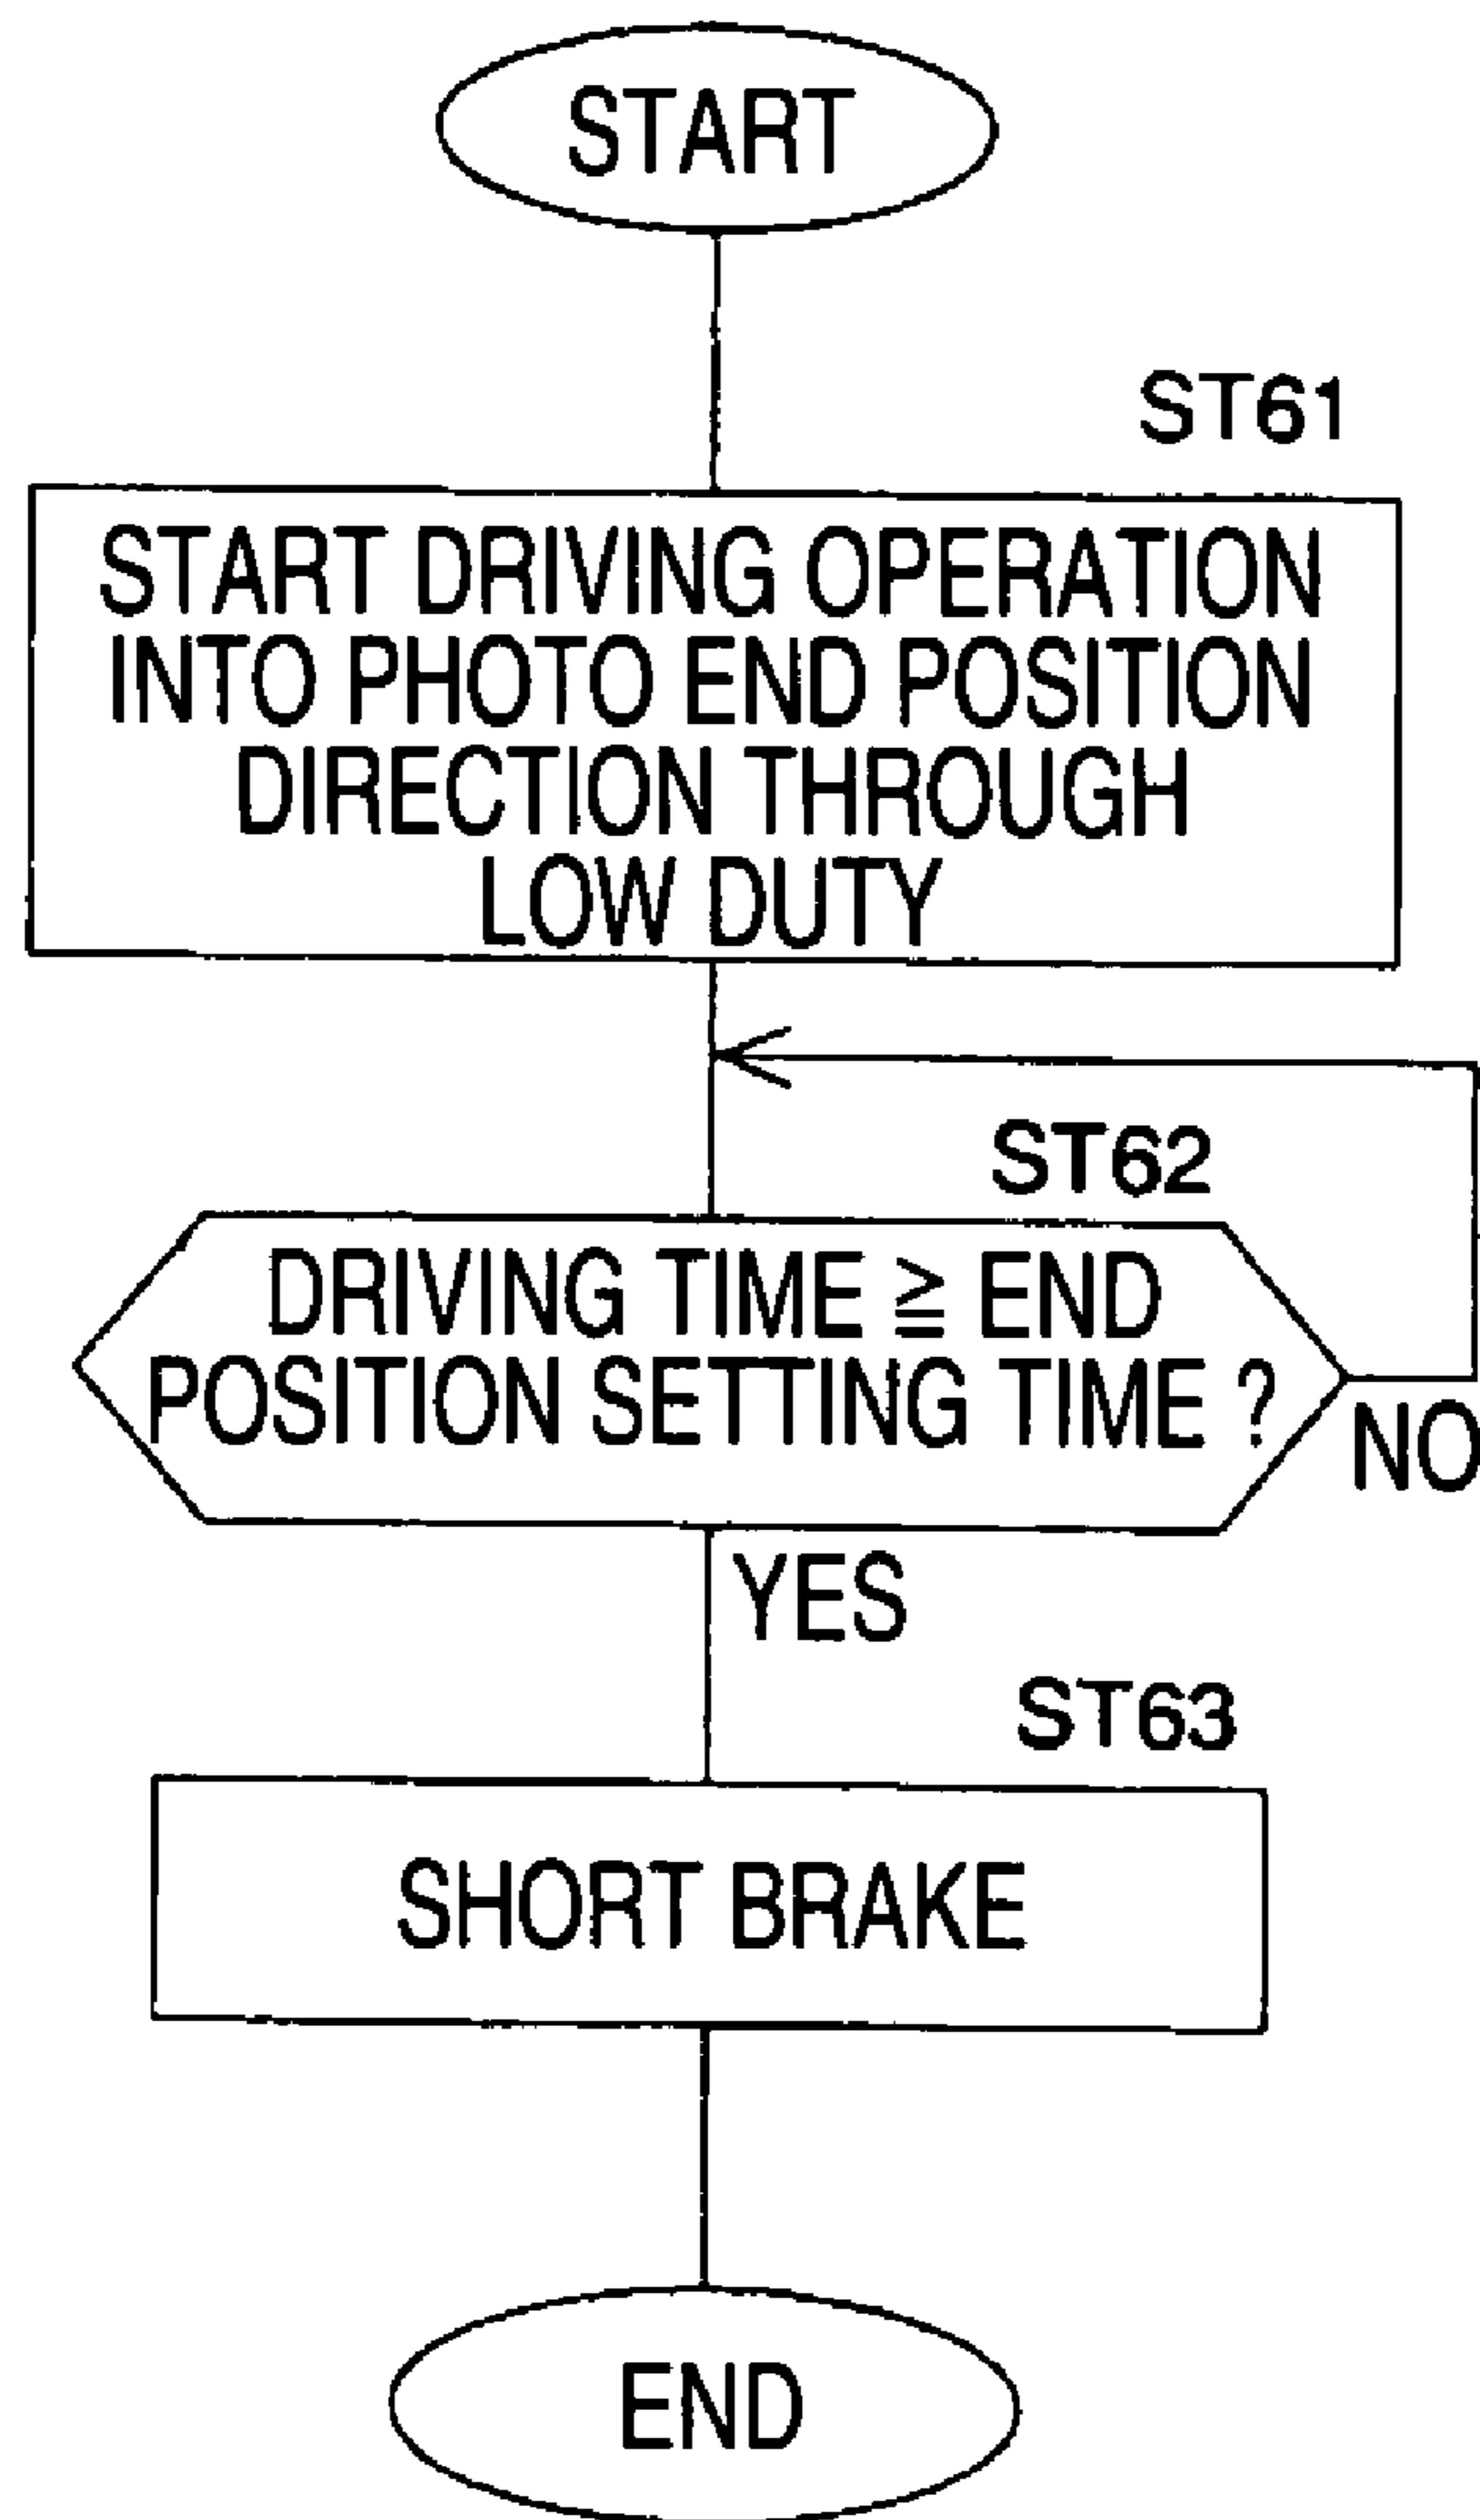 START
ST61
START DRIVING OPERATION
INTO PHOTO END POSITION
DIRECTION THROUGH
LOW DUTY
ST62
DRIVING TIME ≧ END
POSITION SETTING TIME ?
NO
YES
ST63
SHORT BRAKE
END